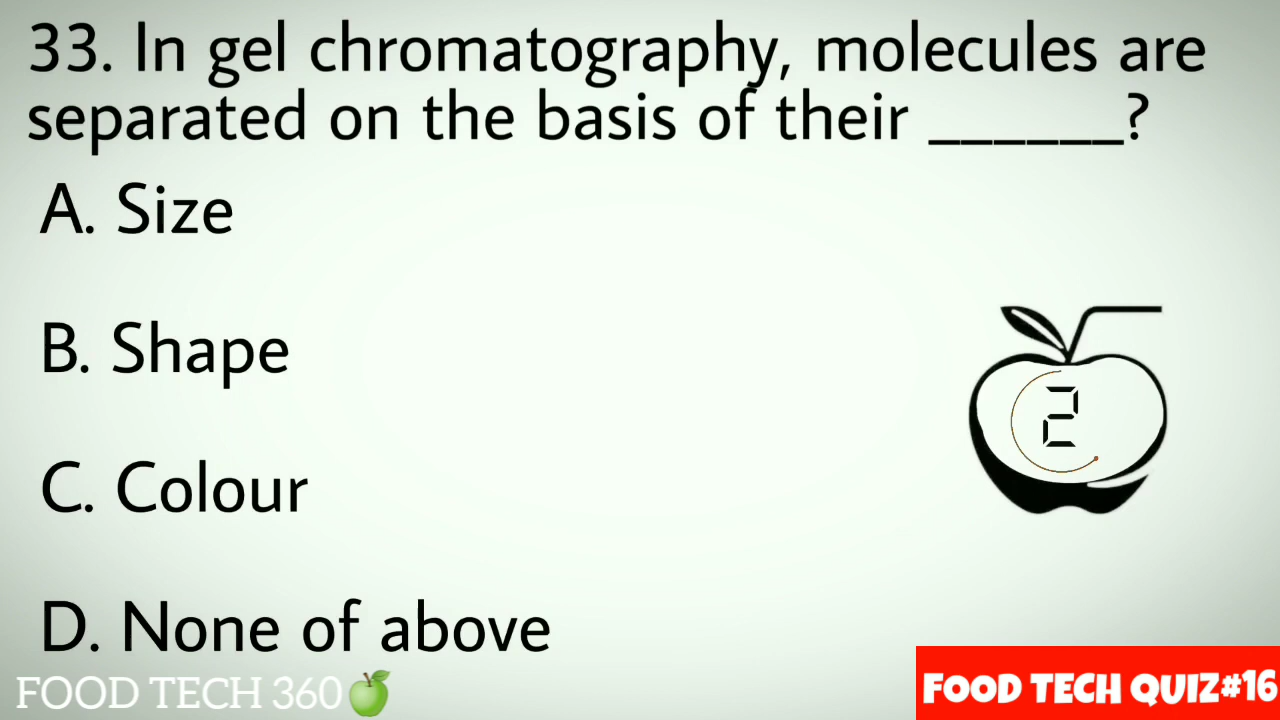 33. In gel chromatography, molecules are
separated on the basis of their ______?
A. Size
B. Shape
2
C. Colour
D. None of above
FOOD TECH 360
FOOD TECH QUIZ#16